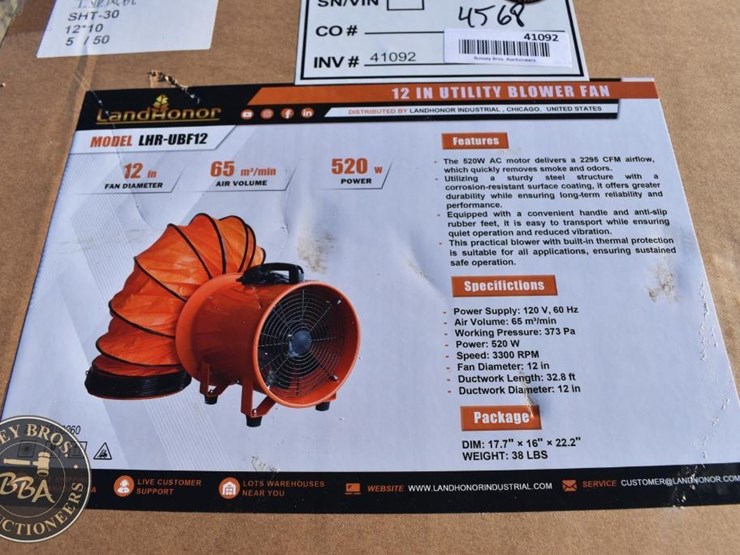 SHT-30
12*10
SN/VIN
4568
CO #
41092
INV # 41092
12 IN UTILITY BLOWER FAN
LandHonor
DISTRIBUTED BY LANDHONOR INDUSTRIAL, CHICAGO, UNITED STATES
MODEL LHR-UBF12
12 in
FAN DIAMETER
65 m³/min
AIR VOLUME
520 W
POWER
Features
- The 520W AC motor delivers a 2295 CFM airflow,
which quickly removes smoke and odors.
- Utilizing a sturdy steel structure with a
corrosion-resistant surface coating, it offers greater
durability while ensuring long-term reliability and
performance.
- Equipped with a convenient handle and anti-slip
rubber feet, it is easy to transport while ensuring
quiet operation and reduced vibration.
- This practical blower with built-in thermal protection
is suitable for all applications, ensuring sustained
safe operation.
Specifictions
- Power Supply: 120 V, 60 Hz
- Air Volume: 65 m³/min
- Working Pressure: 373 Pa
- Power: 520 W
- Speed: 3300 RPM
- Fan Diameter: 12 in
- Ductwork Length: 32.8 ft
- Ductwork Diameter: 12 in
Package
DIM: 17.7" × 16" × 22.2"
WEIGHT: 38 LBS
EY BROS.
BBA
CTIONEERS
LIVE CUSTOMER
SUPPORT
LOTS WAREHOUSES
NEAR YOU
WEBSITE WWW.LANDHONORINDUSTRIAL.COM
SERVICE CUSTOMER@LANDHONOR.COM